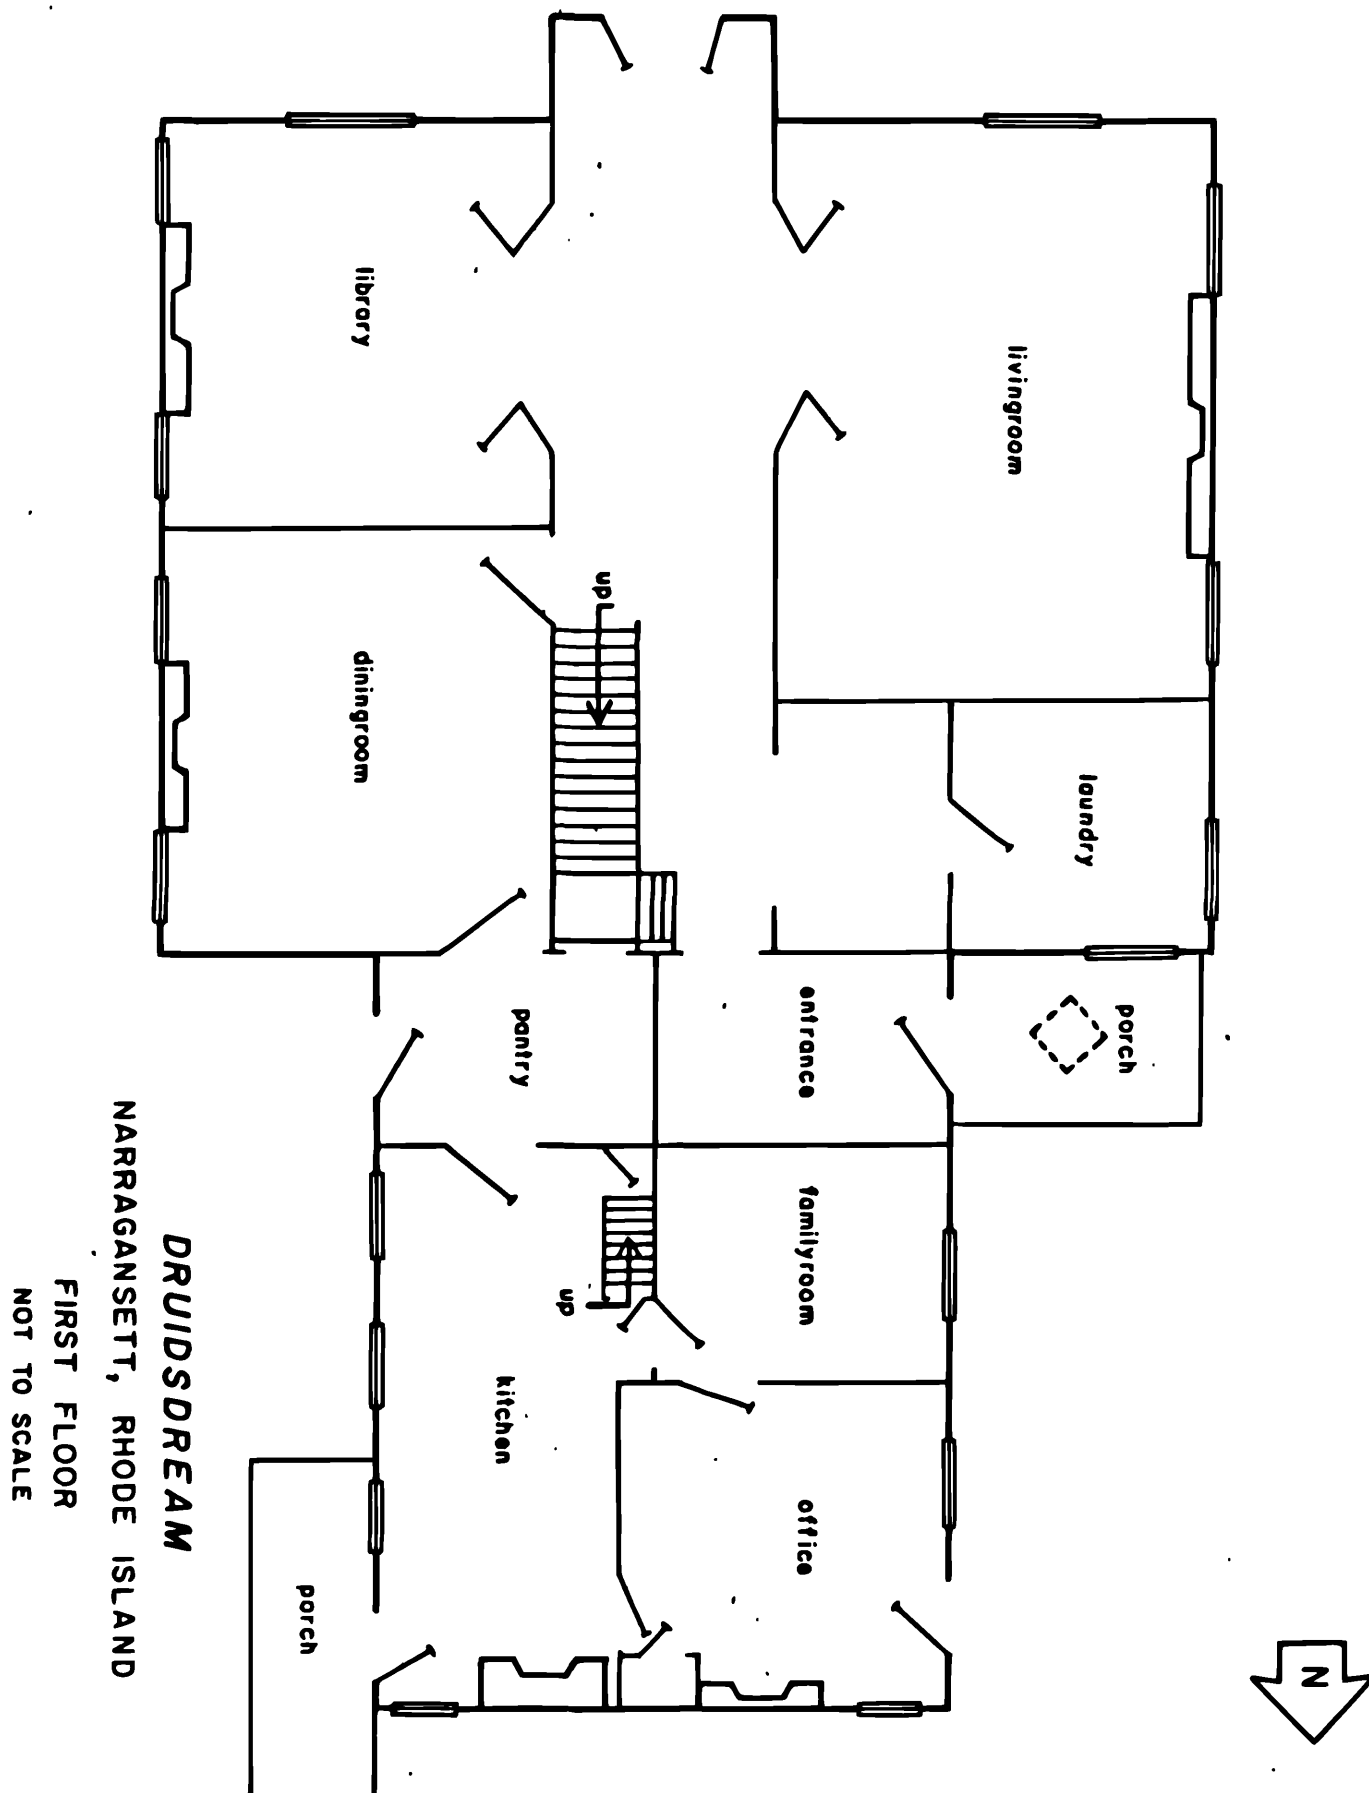 N
porch
laundry
livingroom
entrance
familyroom
office
up
up
pantry
kitchen
library
diningroom
porch
DRUIDSDREAM
NARRAGANSETT, RHODE ISLAND
FIRST FLOOR
NOT TO SCALE